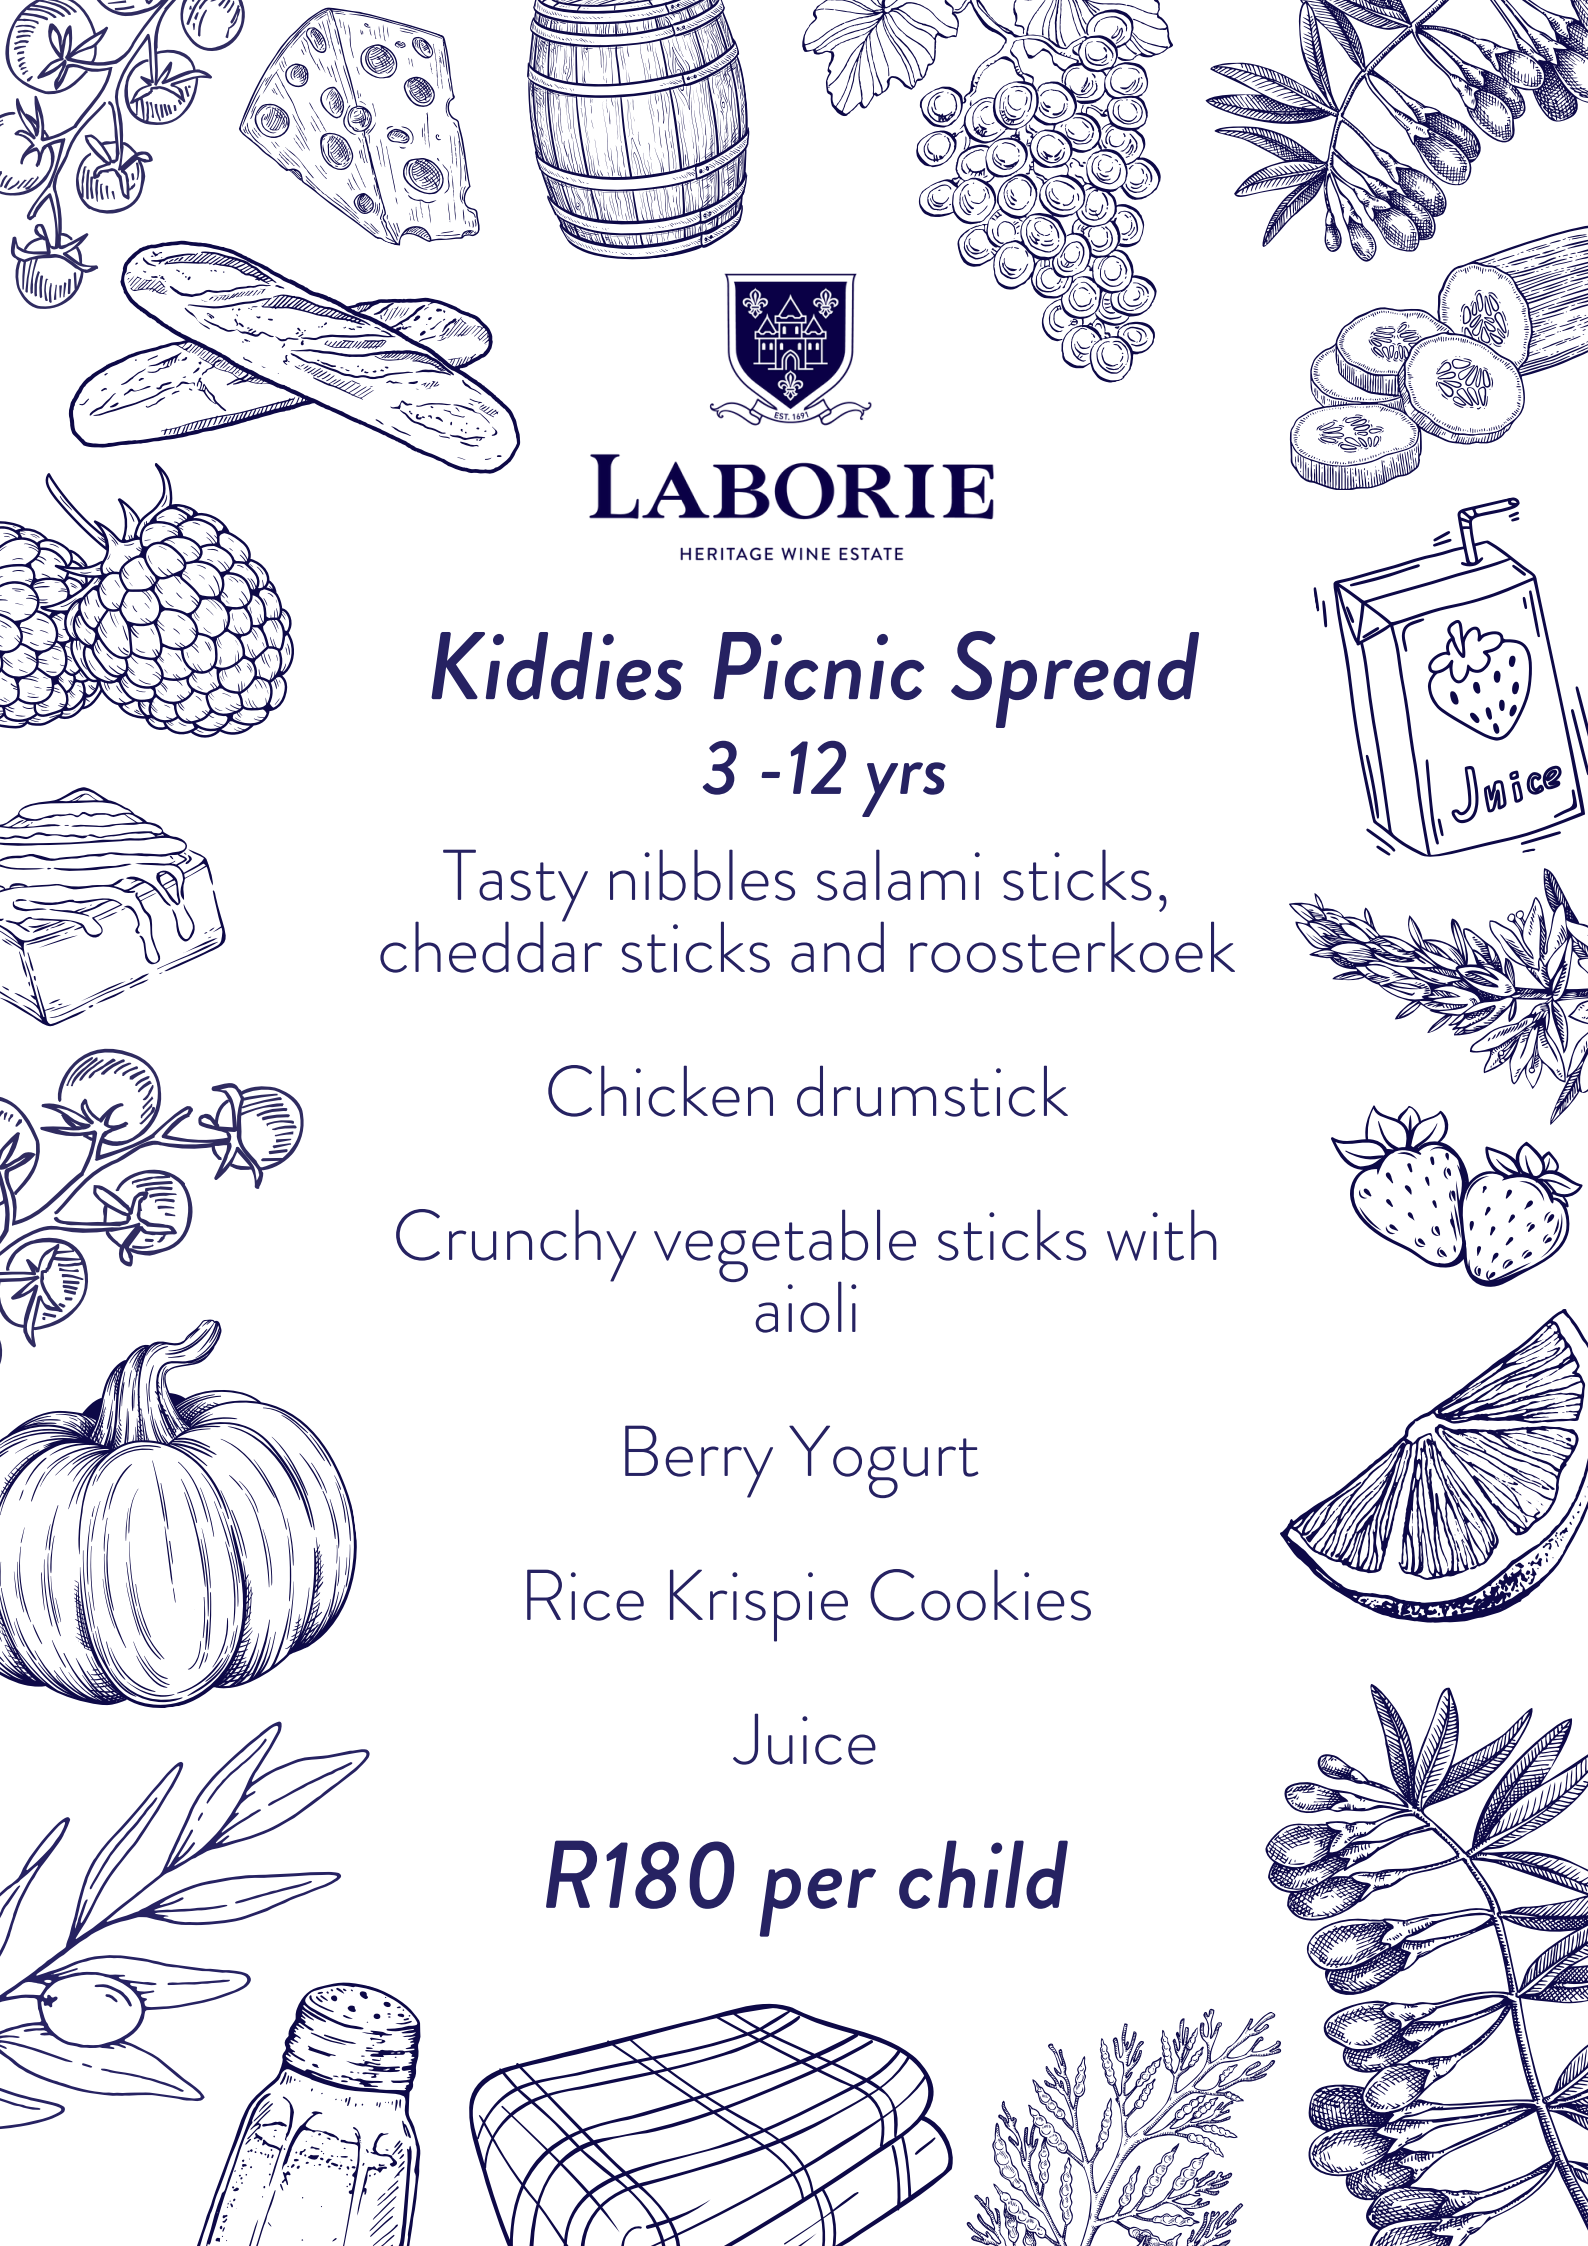 EST. 1691
LABORIE
HERITAGE WINE ESTATE
Kiddies Picnic Spread
3 -12 yrs
Juice
Tasty nibbles salami sticks,
cheddar sticks and roosterkoek
Chicken drumstick
Crunchy vegetable sticks with
aioli
Berry Yogurt
Rice Krispie Cookies
Juice
R180 per child